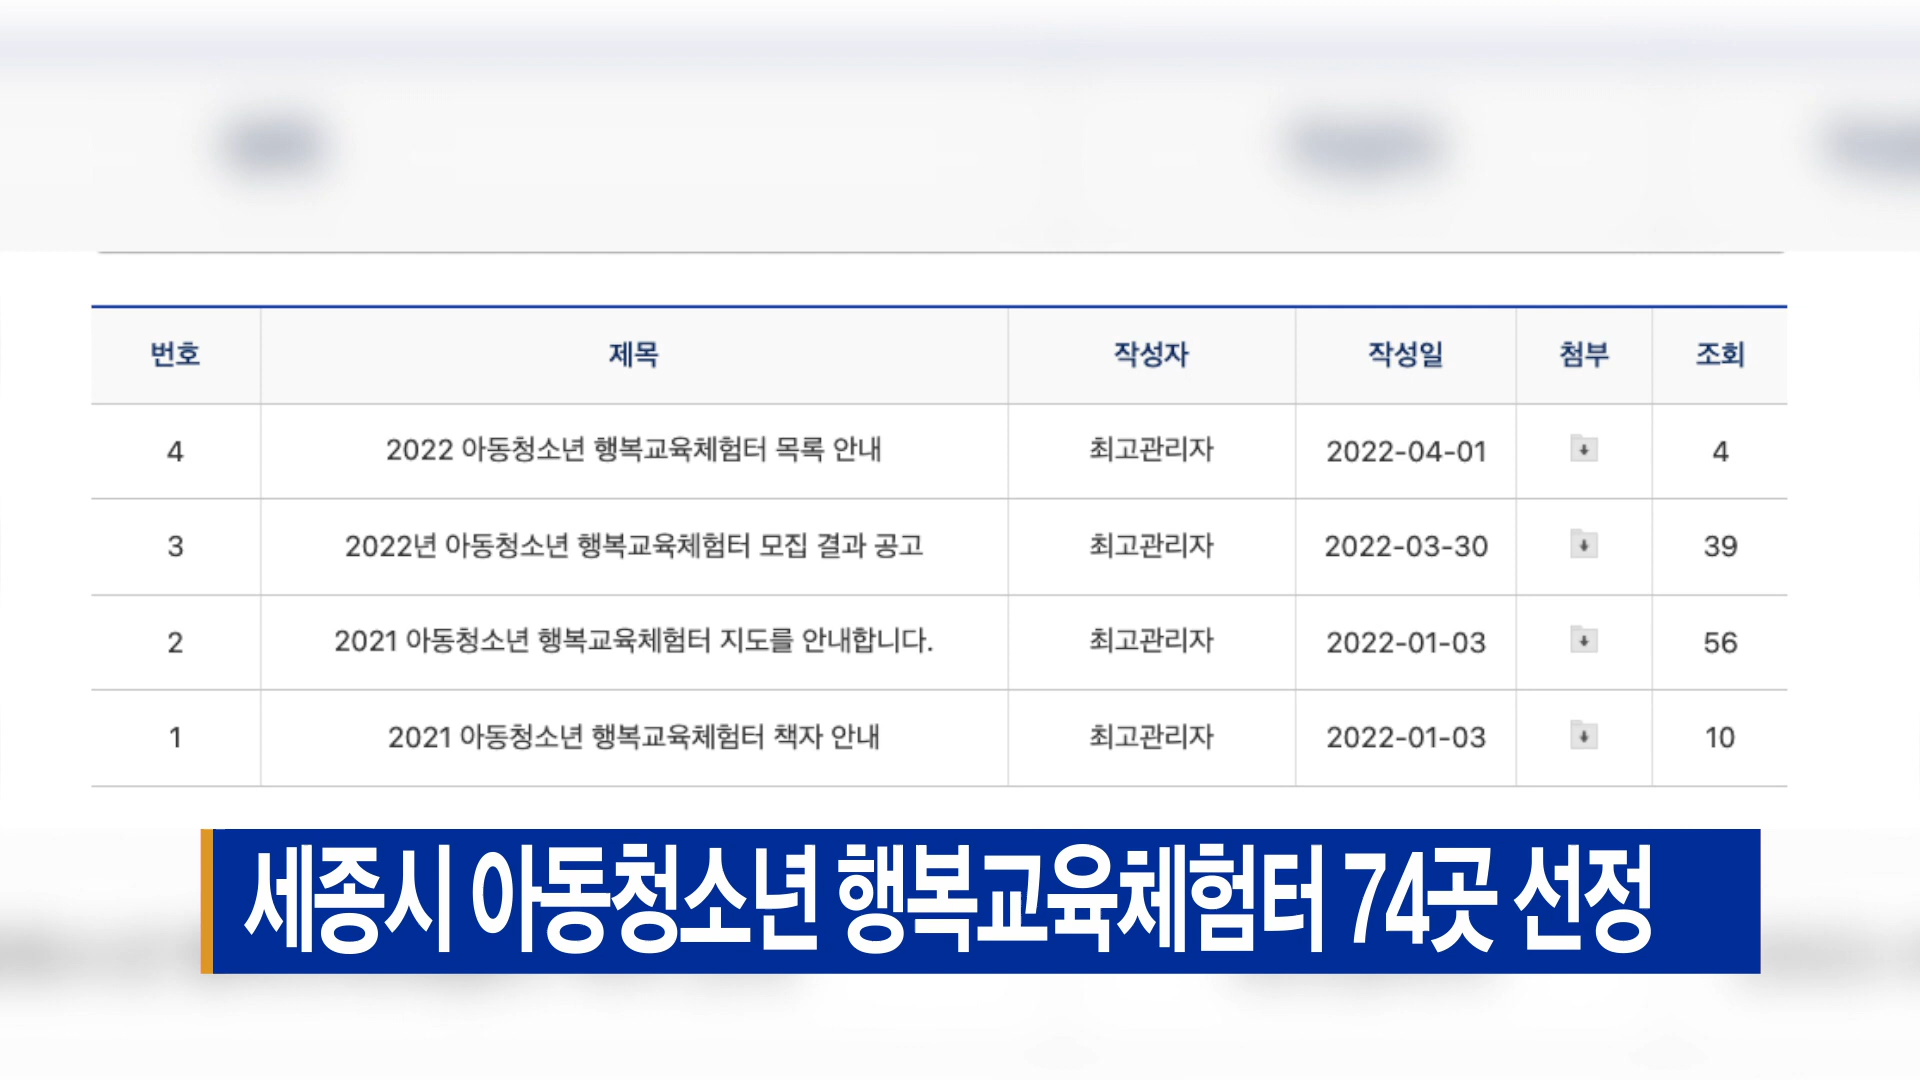 번호 제목 작성자 작성일 첨부 조회
4 2022 아동청소년 행복교육체험터 목록 안내 최고관리자 2022-04-01 4
3 2022년 아동청소년 행복교육체험터 모집 결과 공고 최고관리자 2022-03-30 39
2 2021 아동청소년 행복교육체험터 지도를 안내합니다. 최고관리자 2022-01-03 56
1 2021 아동청소년 행복교육체험터 책자 안내 최고관리자 2022-01-03 10
세종시 아동청소년 행복교육체험터 74곳 선정